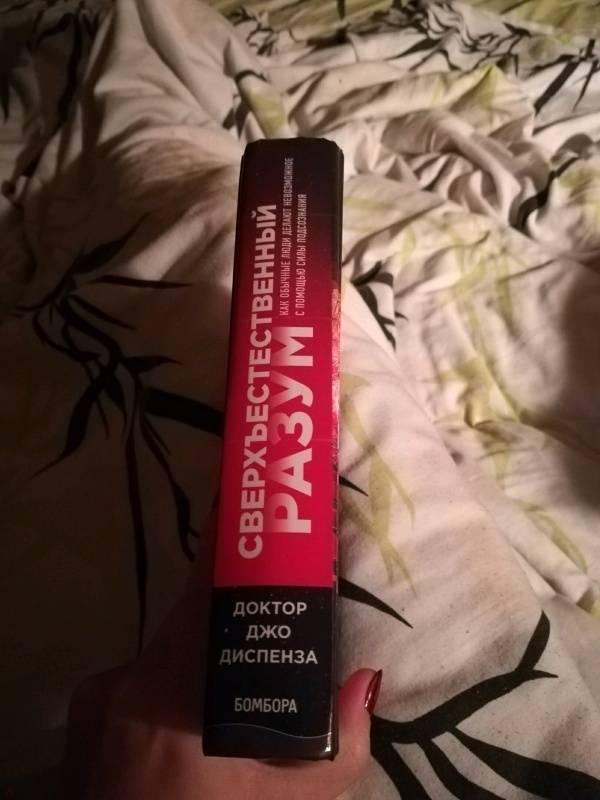 СВЕРХЪЕСТЕСТВЕННЫЙ
РАЗУМ
КАК ОБЫЧНЫЕ ЛЮДИ ДЕЛАЮТ НЕВОЗМОЖНОЕ
С ПОМОЩЬЮ СИЛЫ ПОДСОЗНАНИЯ
ДОКТОР
ДЖО
ДИСПЕНЗА
БОМБОРА